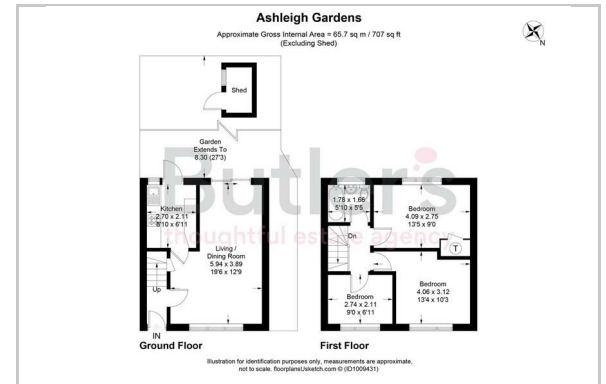 Ashleigh Gardens
Approximate Gross Internal Area = 65.7 sq m / 707 sq ft
(Excluding Shed)
N
Shed
Garden
Extends To
8.30 (27'3)
Butler's
thoughtful estate agency
Kitchen
2.70 x 2.11
8'10 x 6'11
Living /
Dining Room
5.94 x 3.89
19'6 x 12'9
Up
IN
Ground Floor
1.78 x 1.66
5'10 x 5'5
Dn
Bedroom
4.09 x 2.75
13'5 x 9'0
T
Bedroom
4.06 x 3.12
13'4 x 10'3
Bedroom
2.74 x 2.11
9'0 x 6'11
First Floor
Illustration for identification purposes only, measurements are approximate,
not to scale. floorplansUsketch.com © (ID1009431)